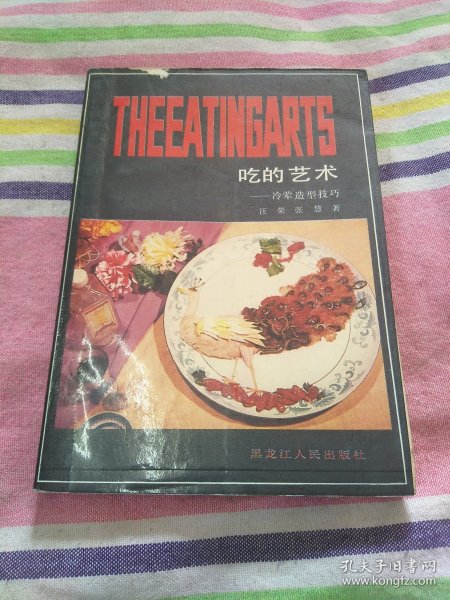 THEEATINGARTS
吃的艺术
——冷荤造型技巧
汪荣张慧著
黑龙江人民出版社
孔夫子旧书网
www.kongfz.com